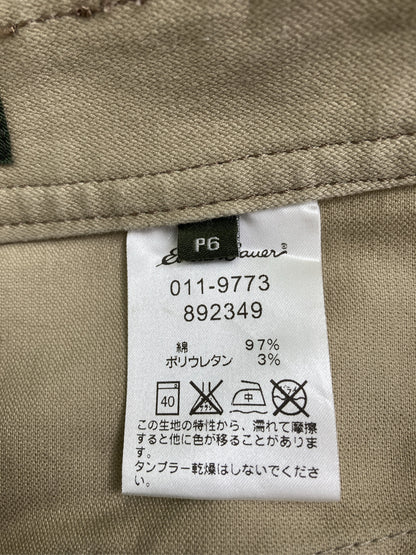 P6
Bauer®
011-9773
892349
綿 97%
ポリウレタン 3%
40 中
この生地の特性から、濡れて摩擦
すると他に色が移ることがありま
す。
タンブラー乾燥はしないでくださ
い。